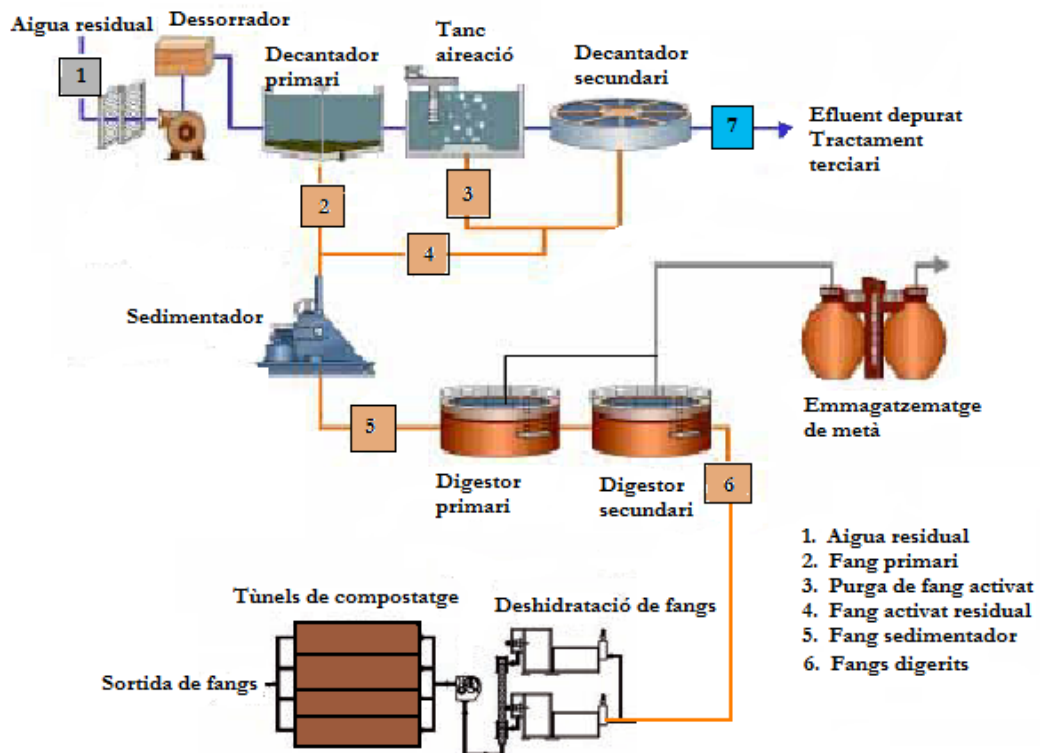 Aigua residual
Dessorrador
1
Decantador
primari
Tanc
aireació
Decantador
secundari
7
Efluent depurat
Tractament
terciari
2
3
4
Sedimentador
5
Digestor
primari
Digestor
secundari
6
Emmagatzematge
de metà
1. Aigua residual
2. Fang primari
3. Purga de fang activat
4. Fang activat residual
5. Fang sedimentador
6. Fangs digerits
Tùnels de compostatge
Deshidratació de fangs
Sortida de fangs